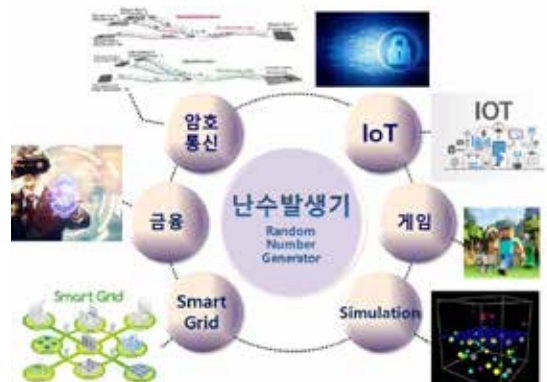 암호
통신
IoT
IOT
금융
난수발생기
Random
Number
Generator
게임
Smart Grid
Smart
Grid
Simulation